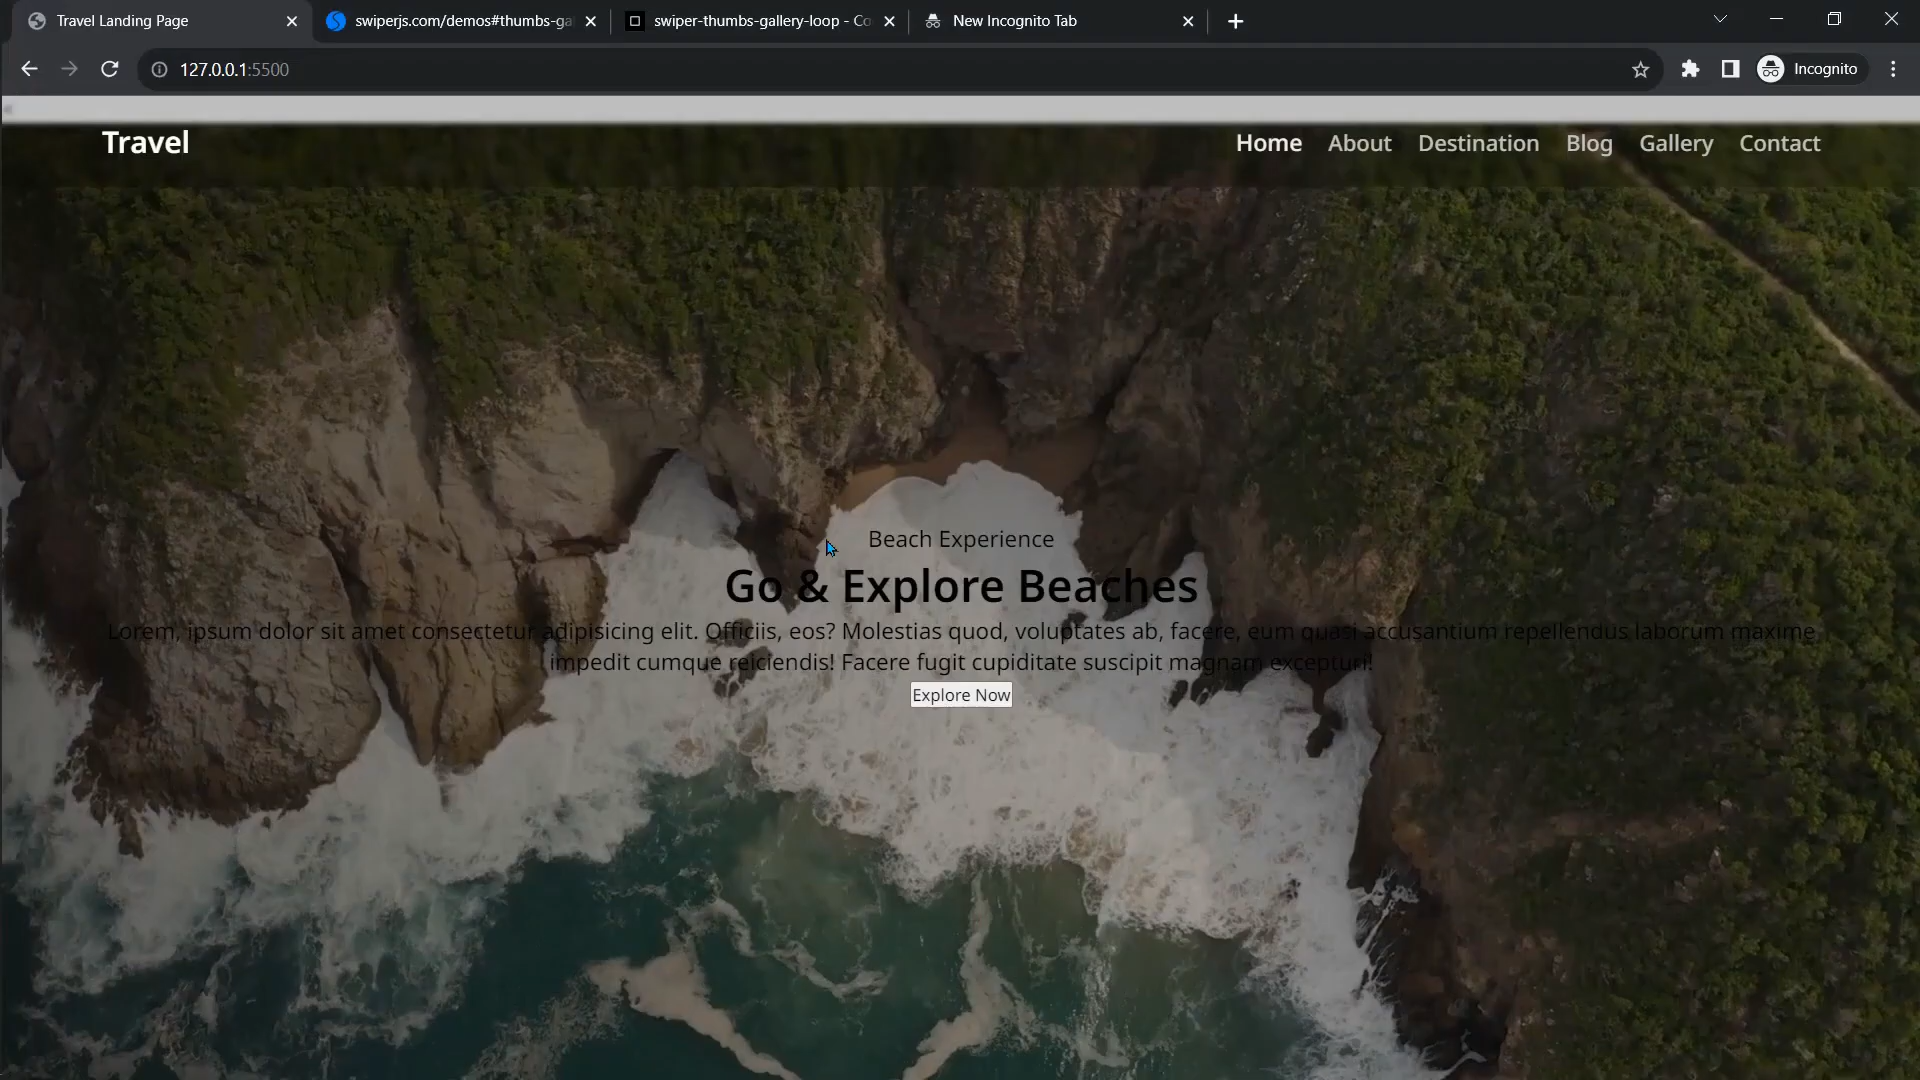 Travel Landing Page
swiperjs.com/demos#thumbs-ga
swiper-thumbs-gallery-loop - Co
New Incognito Tab
127.0.0.1:5500
Incognito
Travel
Home About Destination Blog Gallery Contact
Beach Experience
Go & Explore Beaches
Lorem, ipsum dolor sit amet consectetur adipisicing elit. Officiis, eos? Molestias quod, voluptates ab, facere, eum quasi accusantium repellendus laborum maxime
impedit cumque reiciendis! Facere fugit cupiditate suscipit magnam excepturi!
Explore Now